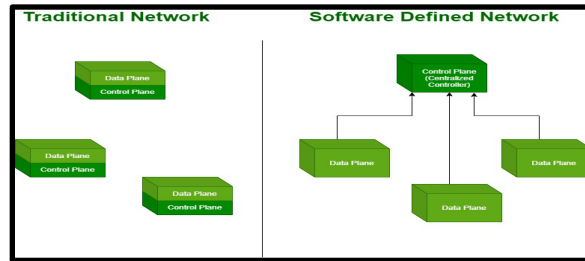 Traditional Network
Data Plane
Control Plane
Data Plane
Control Plane
Data Plane
Control Plane
Software Defined Network
Control Plane
(Centralized
Controller)
Data Plane
Data Plane
Data Plane